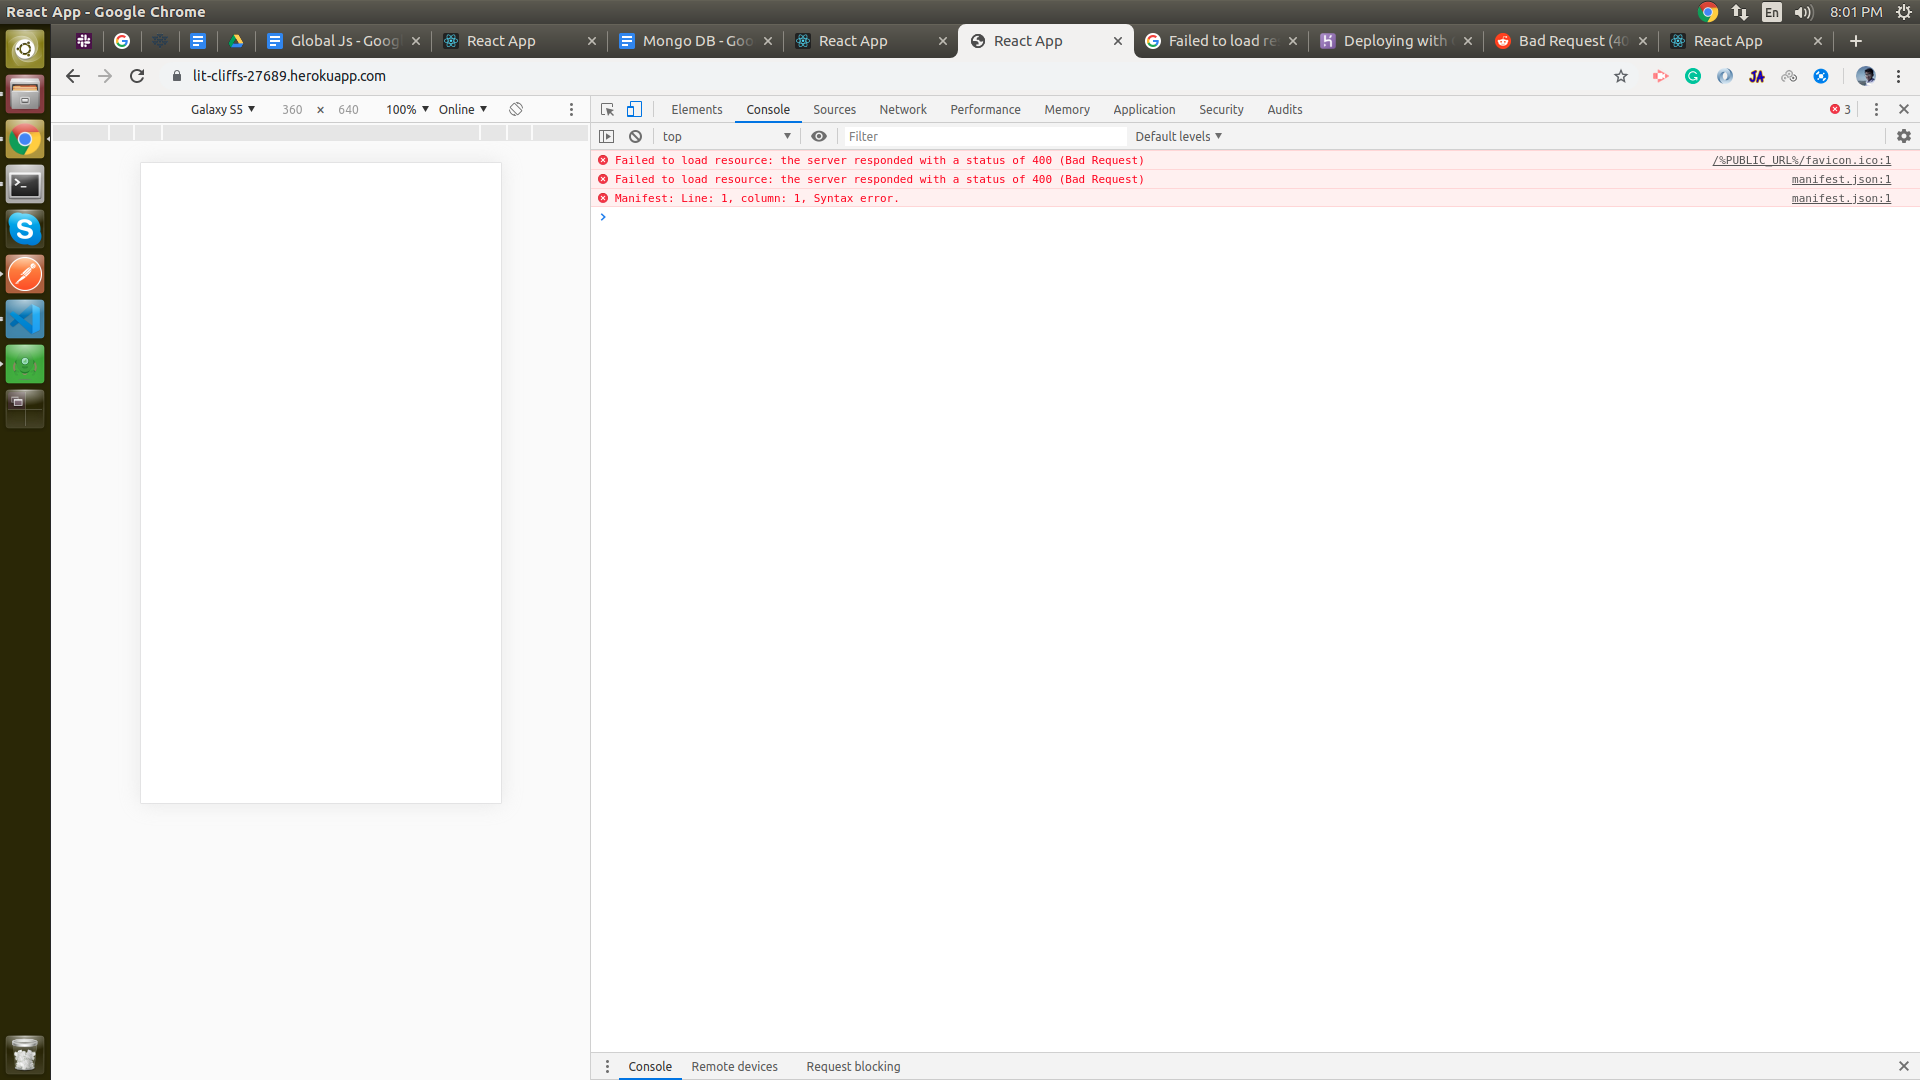 React App - Google Chrome
En
8:01 PM
Global Js - Goog
React App
Mongo DB - Goo
React App
React App
Failed to load re
Deploying with
Bad Request (40
React App
lit-cliffs-27689.herokuapp.com
JA
Galaxy S5
360 × 640
100%
Online
Elements
Console
Sources
Network
Performance
Memory
Application
Security
Audits
3
top
Filter
Default levels
Failed to load resource: the server responded with a status of 400 (Bad Request) /%PUBLIC_URL%/favicon.ico:1
Failed to load resource: the server responded with a status of 400 (Bad Request) manifest.json:1
Manifest: Line: 1, column: 1, Syntax error. manifest.json:1
Console
Remote devices
Request blocking